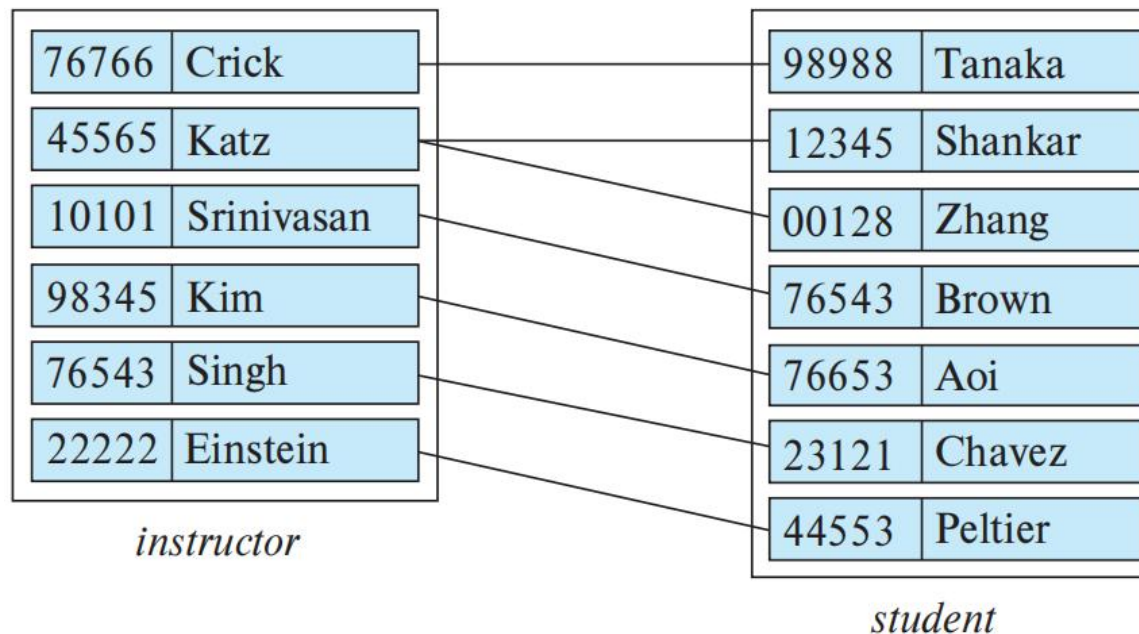 76766 Crick
45565 Katz
10101 Srinivasan
98345 Kim
76543 Singh
22222 Einstein
instructor
98988 Tanaka
12345 Shankar
00128 Zhang
76543 Brown
76653 Aoi
23121 Chavez
44553 Peltier
student